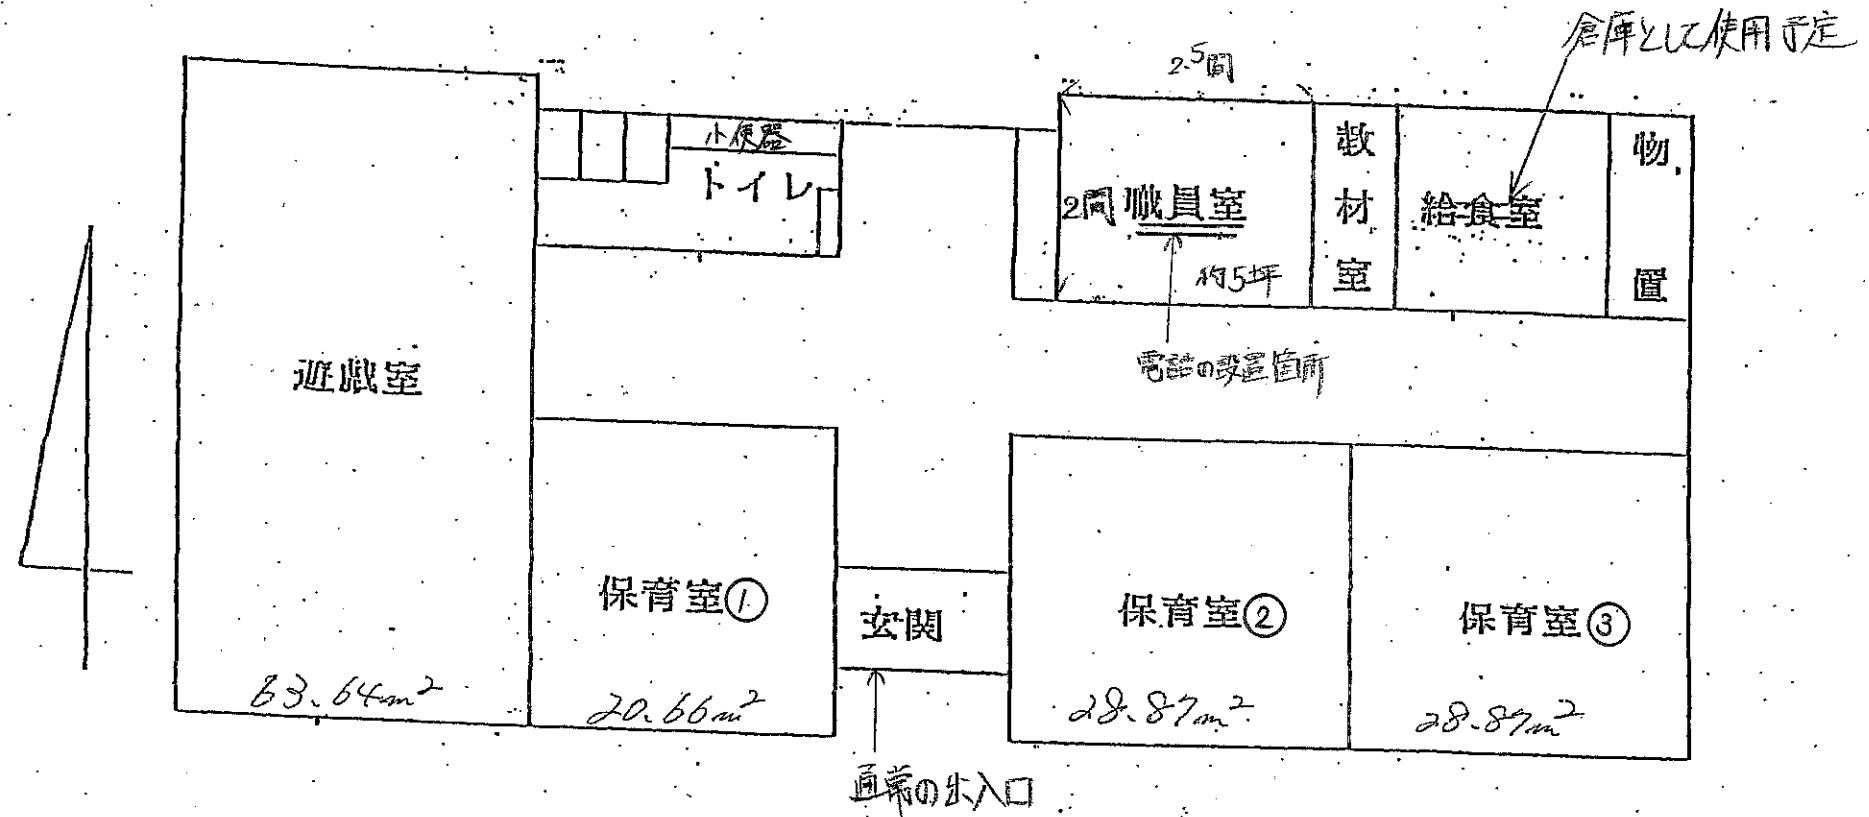 倉庫として使用予定
2.5間
小便器
トイレ
2間
職員室
約5坪
教材室
給食室
物置
電話の設置箇所
遊戯室
63.64m²
保育室①
20.66m²
玄関
通常の出入口
保育室②
28.87m²
保育室③
28.87m²